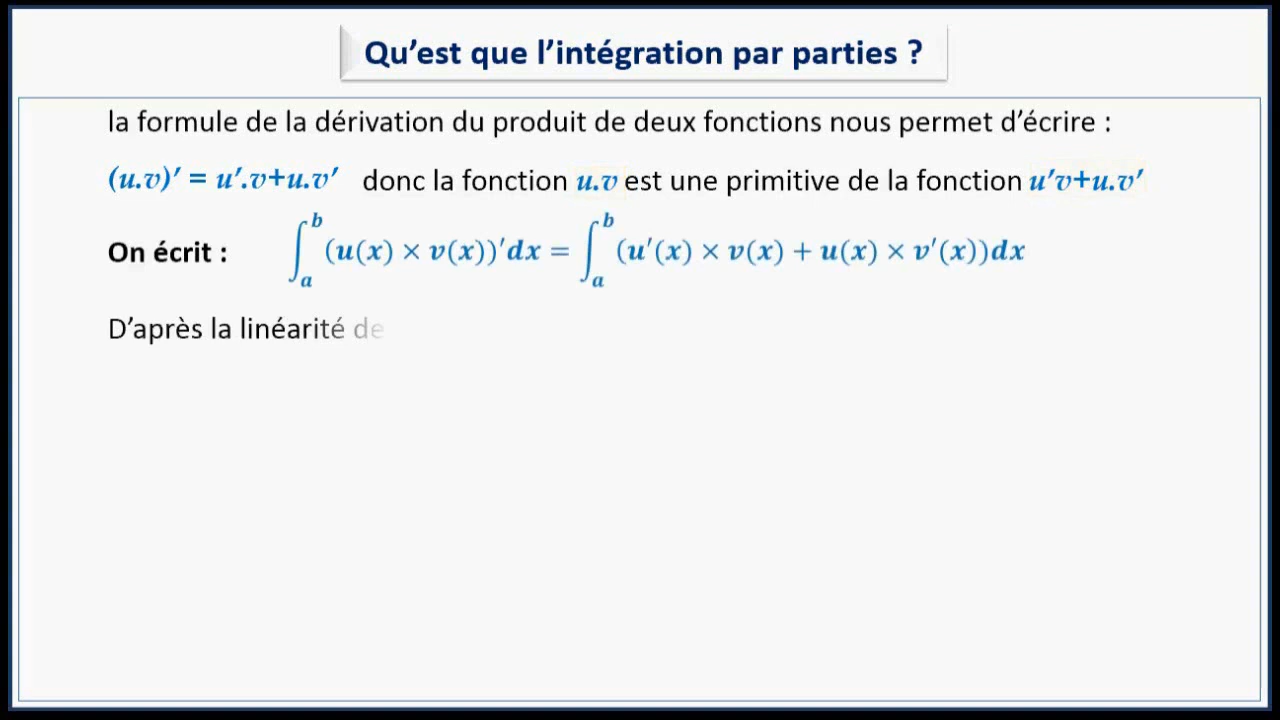 Qu’est que l’intégration par parties ?
la formule de la dérivation du produit de deux fonctions nous permet d’écrire :
(u.v)′ = u′.v+u.v′ donc la fonction u.v est une primitive de la fonction u′v+u.v′
On écrit : ∫_a^b (u(x) × v(x))′dx = ∫_a^b (u′(x) × v(x) + u(x) × v′(x))dx
D’après la linéarité de